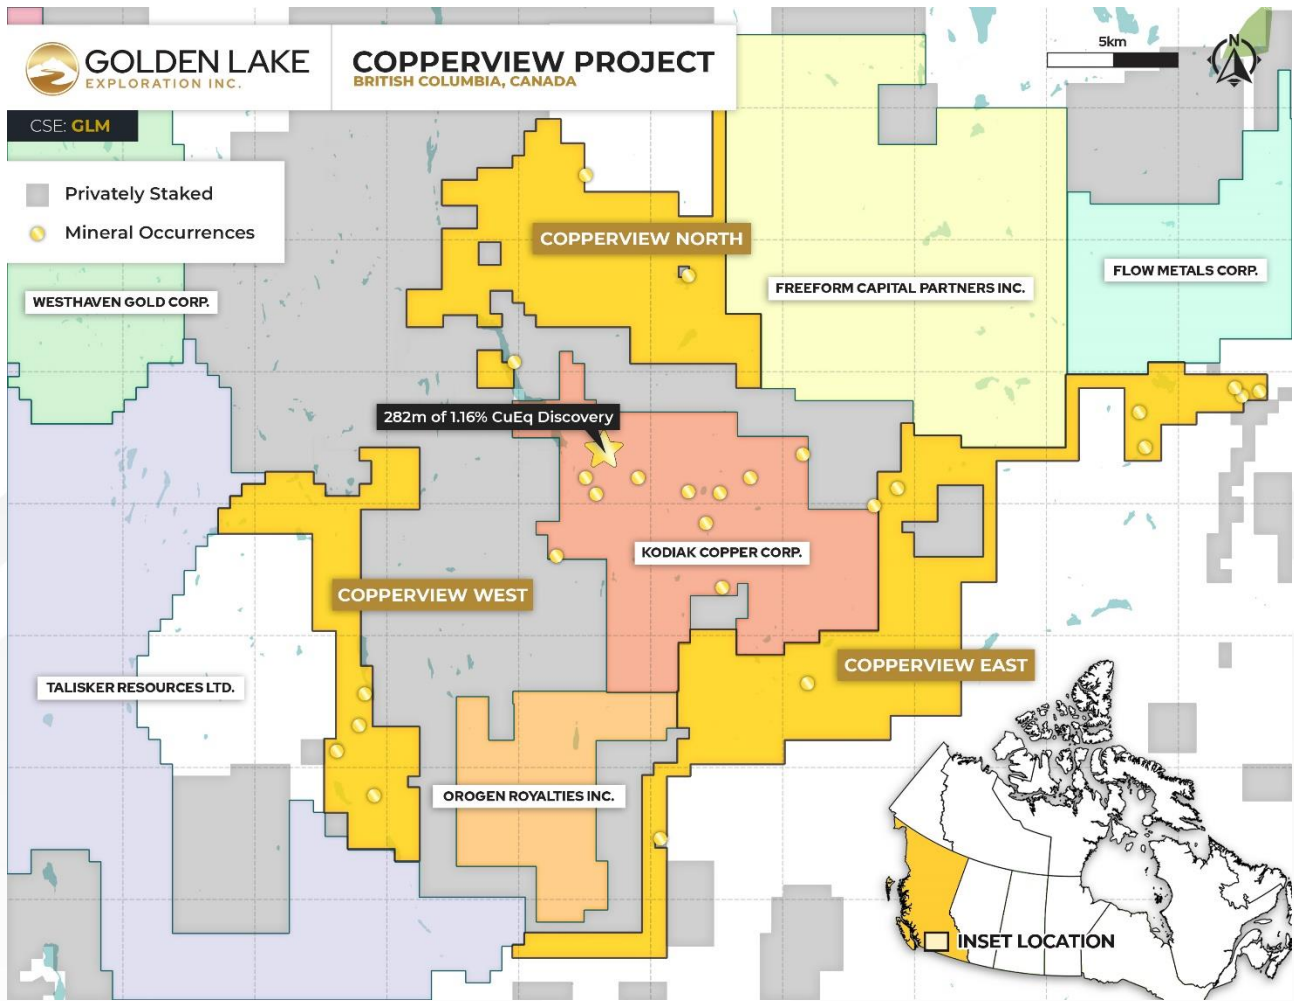 GOLDEN LAKE
EXPLORATION INC.
COPPERVIEW PROJECT
BRITISH COLUMBIA, CANADA
5km
N
CSE: GLM
Privately Staked
Mineral Occurrences
COPPERVIEW NORTH
FLOW METALS CORP.
FREEFORM CAPITAL PARTNERS INC.
WESTHAVEN GOLD CORP.
282m of 1.16% CuEq Discovery
KODIAK COPPER CORP.
COPPERVIEW WEST
COPPERVIEW EAST
TALISKER RESOURCES LTD.
OROGEN ROYALTIES INC.
INSET LOCATION